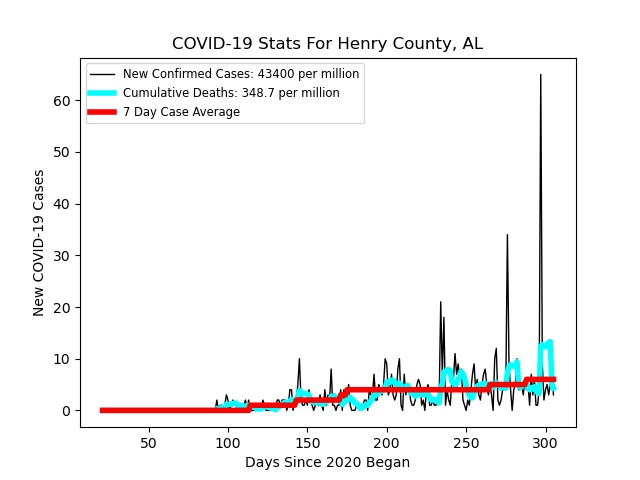 COVID-19 Stats For Henry County, AL
New Confirmed Cases: 43400 per million
Cumulative Deaths: 348.7 per million
7 Day Case Average
New COVID-19 Cases
60
50
40
30
20
10
0
50
100
150
200
250
300
Days Since 2020 Began